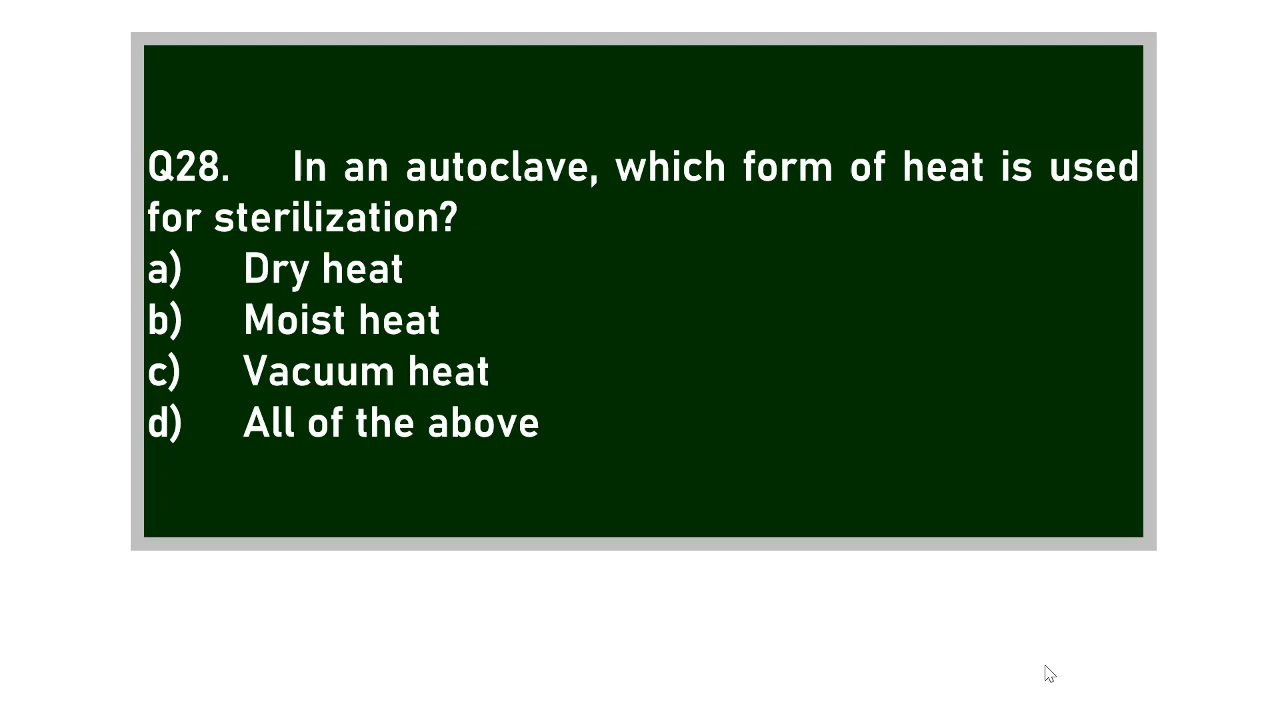 Q28. In an autoclave, which form of heat is used
for sterilization?
a) Dry heat
b) Moist heat
c) Vacuum heat
d) All of the above